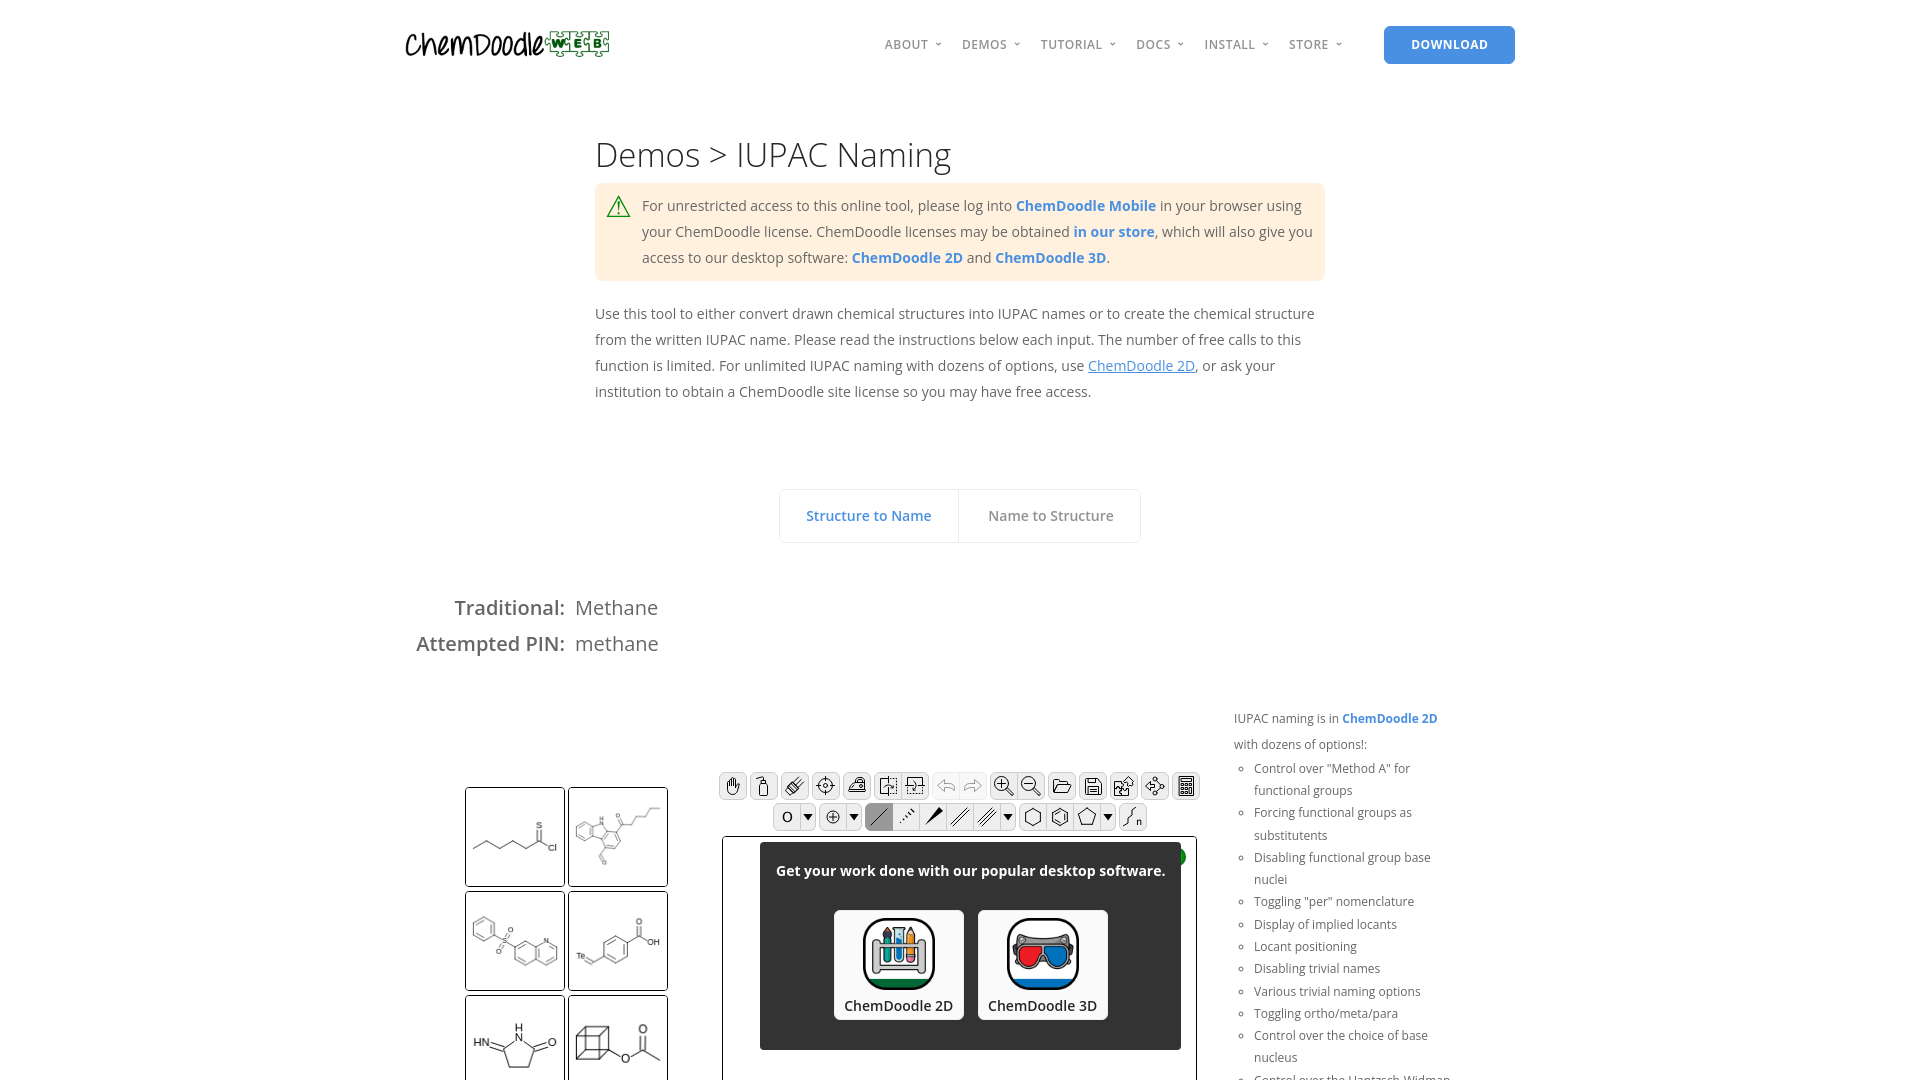 ChemDoodle WEB
ABOUT DEMOS TUTORIAL DOCS INSTALL STORE DOWNLOAD
Demos > IUPAC Naming
For unrestricted access to this online tool, please log into ChemDoodle Mobile in your browser using
your ChemDoodle license. ChemDoodle licenses may be obtained in our store, which will also give you
access to our desktop software: ChemDoodle 2D and ChemDoodle 3D.
Use this tool to either convert drawn chemical structures into IUPAC names or to create the chemical structure
from the written IUPAC name. Please read the instructions below each input. The number of free calls to this
function is limited. For unlimited IUPAC naming with dozens of options, use ChemDoodle 2D, or ask your
institution to obtain a ChemDoodle site license so you may have free access.
Structure to Name Name to Structure
Traditional: Methane
Attempted PIN: methane
IUPAC naming is in ChemDoodle 2D
with dozens of options!:
Control over "Method A" for
functional groups
Forcing functional groups as
substitutents
Disabling functional group base
nuclei
Toggling "per" nomenclature
Display of implied locants
Locant positioning
Disabling trivial names
Various trivial naming options
Toggling ortho/meta/para
Control over the choice of base
nucleus
Control over the Hantzsch-Widman
O
n
Get your work done with our popular desktop software.
ChemDoodle 2D ChemDoodle 3D
S
Cl
H
N
O
O
O
S
O
N
O
OH
Te
H
N
HN
O
O
O